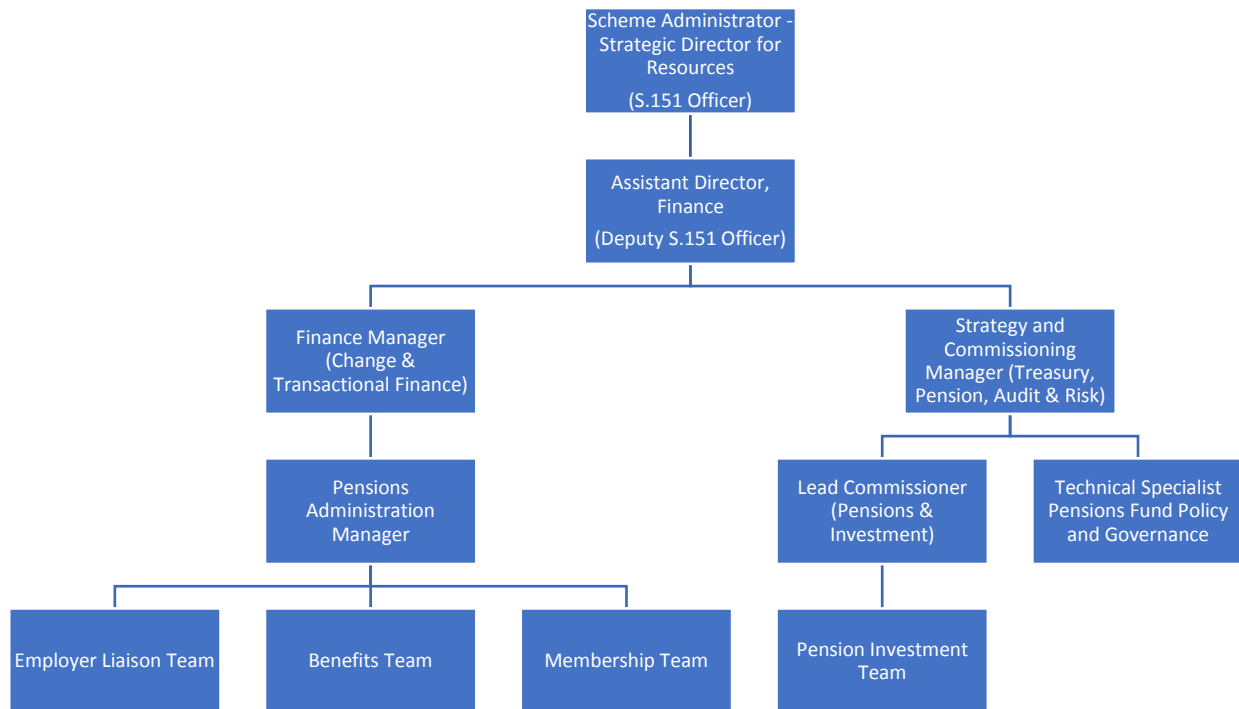 Scheme Administrator -
Strategic Director for
Resources
(S.151 Officer)
Assistant Director,
Finance
(Deputy S.151 Officer)
Finance Manager
(Change &
Transactional Finance)
Strategy and
Commissioning
Manager (Treasury,
Pension, Audit & Risk)
Pensions
Administration
Manager
Lead Commissioner
(Pensions &
Investment)
Technical Specialist
Pensions Fund Policy
and Governance
Employer Liaison Team
Benefits Team
Membership Team
Pension Investment
Team